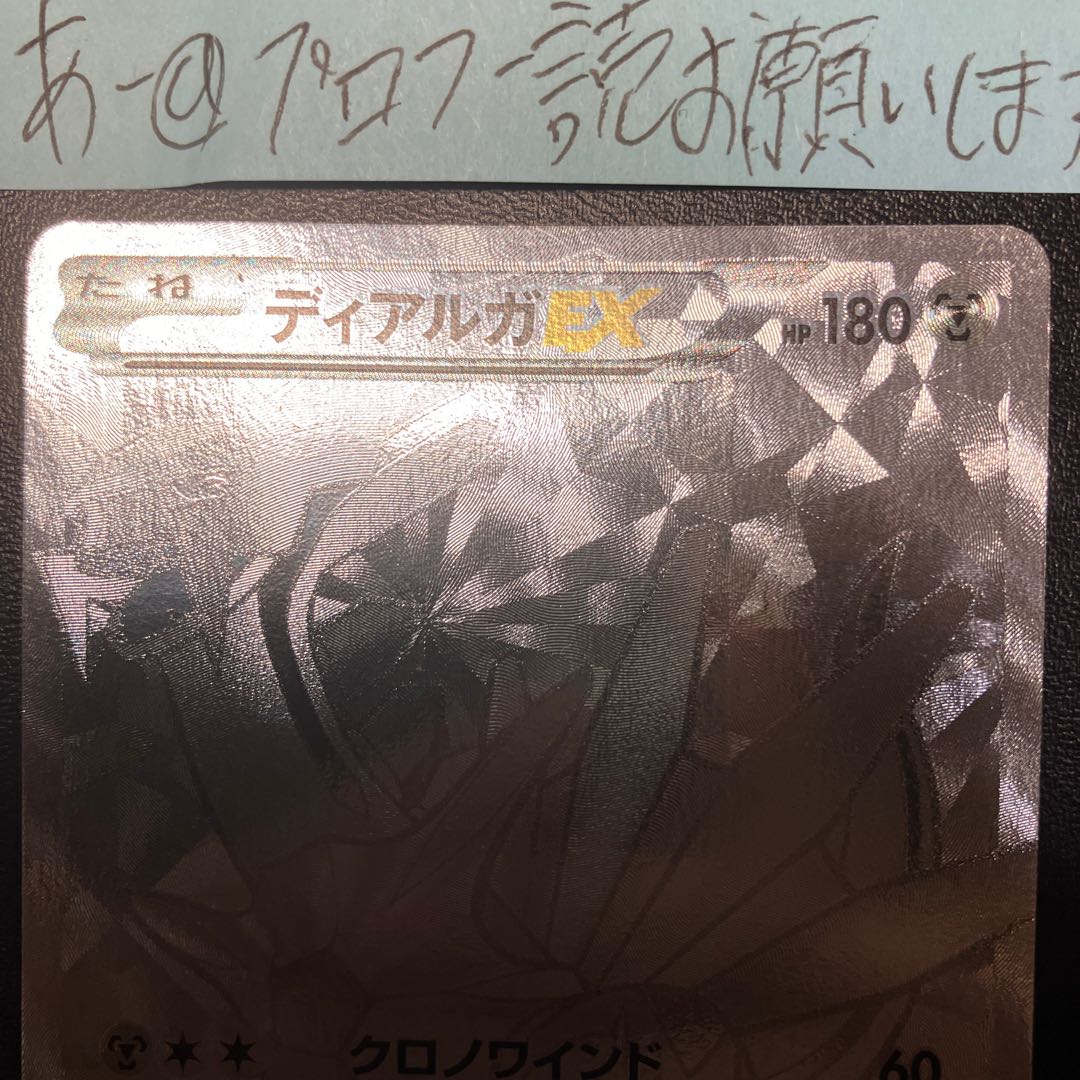 あー@プロフ一読お願いしま
たね
ディアルガEX HP 180
クロノワインド 60